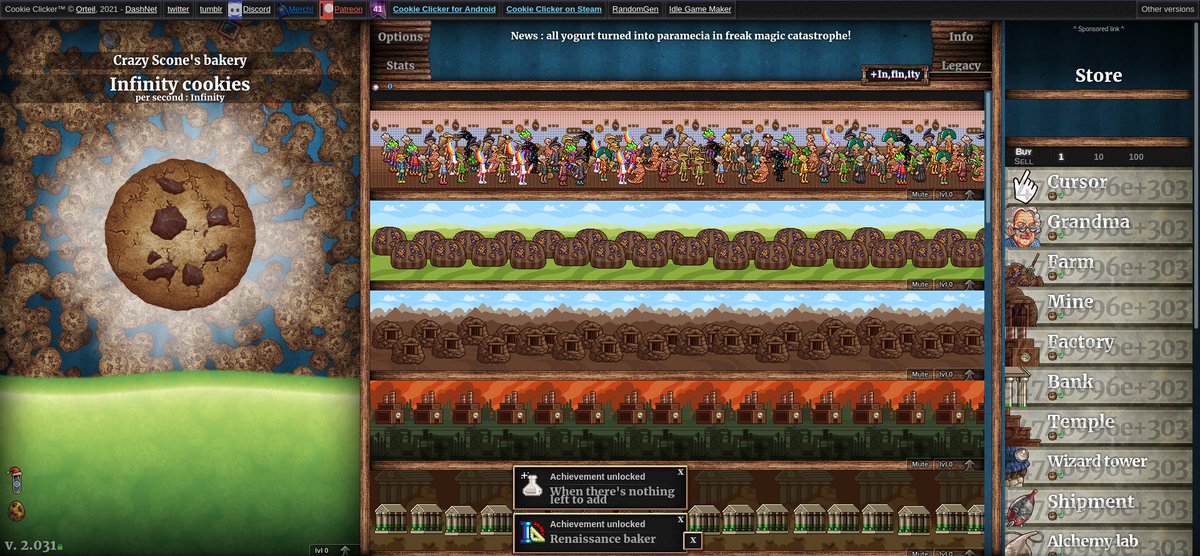 Cookie Clicker™ © Orteil, 2021 - DashNet
twitter
tumblr
Discord
Merch!
Patreon
41
Cookie Clicker for Android
Cookie Clicker on Steam
RandomGen
Idle Game Maker
Other versions
Crazy Scone's bakery
Infinity cookies
per second : Infinity
v. 2.031
lvl 0
Options
Stats
News : all yogurt turned into paramecia in freak magic catastrophe!
Info
Legacy
+In,fin,ity
0
Mute lvl 0
Mute lvl 0
Mute lvl 0
Mute lvl 0
Mute lvl 0
Achievement unlocked
x
When there's nothing
left to add
Achievement unlocked
x
Renaissance baker
x
^ Sponsored link ^
Store
BUY
SELL
1
10
100
Cursor
Grandma
Farm
Mine
Factory
Bank
Temple
Wizard tower
Shipment
Alchemy lab